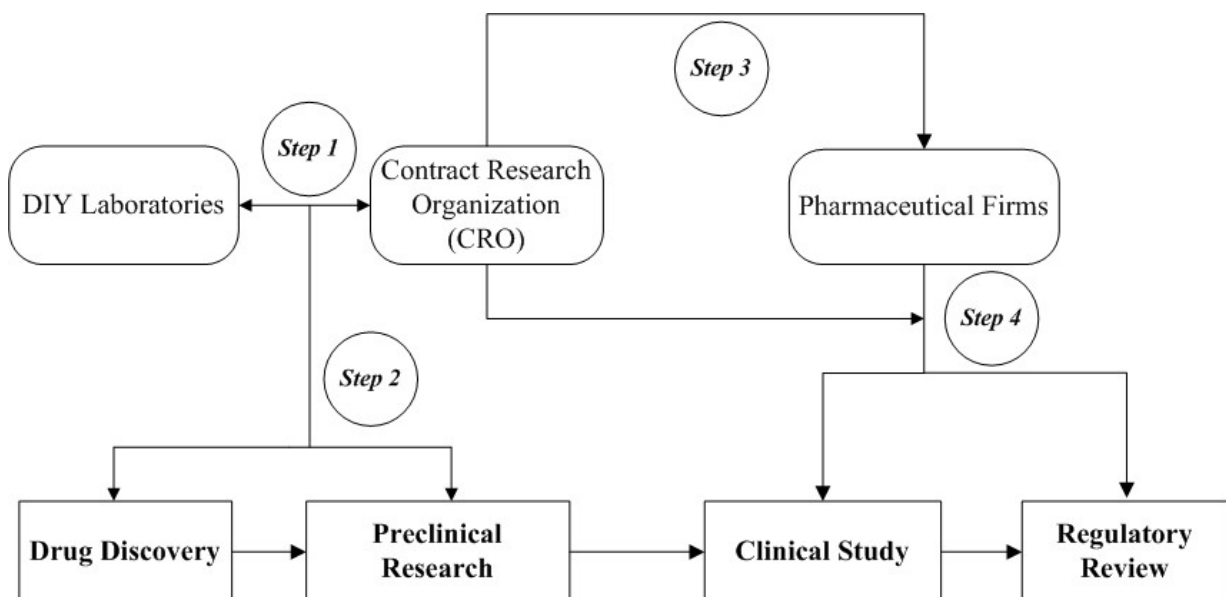 Step 3
Step 1
DIY Laboratories
Contract Research
Organization
(CRO)
Pharmaceutical Firms
Step 4
Step 2
Drug Discovery
Preclinical
Research
Clinical Study
Regulatory
Review